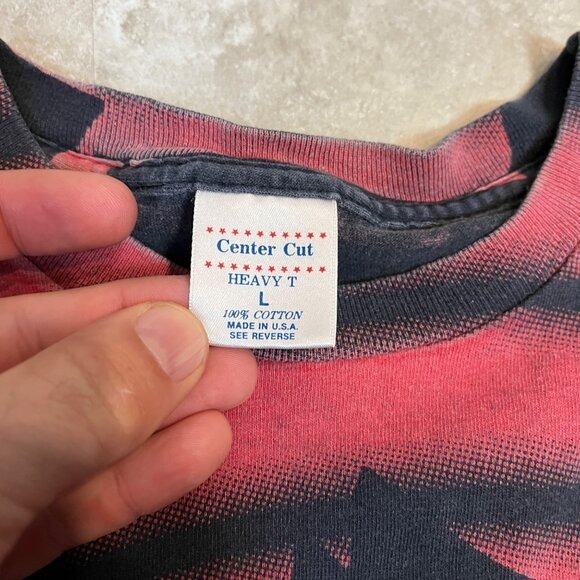 Center Cut
HEAVY T
L
100% COTTON
MADE IN U.S.A.
SEE REVERSE